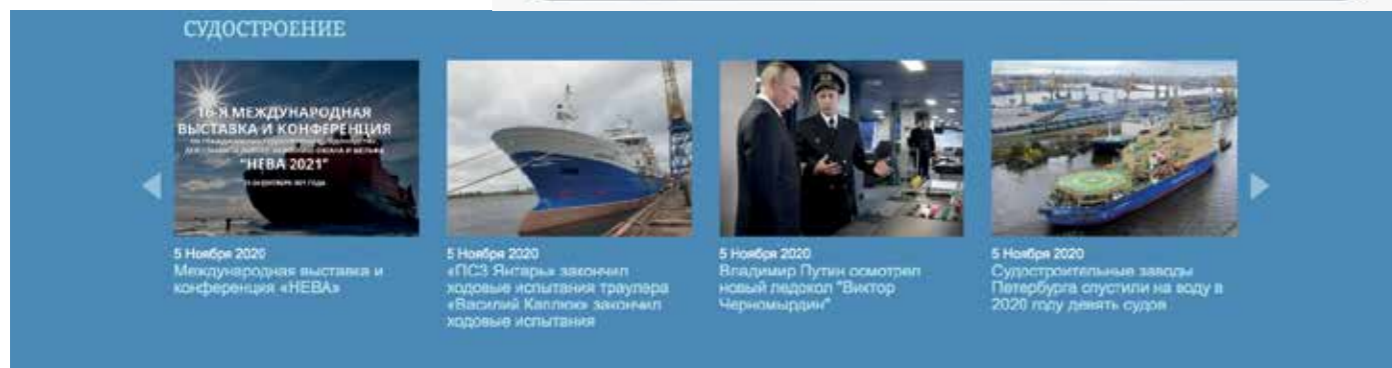 СУДОСТРОЕНИЕ
16-Я МЕЖДУНАРОДНАЯ
ВЫСТАВКА И КОНФЕРЕНЦИЯ
"НЕВА 2021"
5 Ноября 2020
Международная выставка и
конференция «НЕВА»
5 Ноября 2020
«ПСЗ Янтарь» закончил
ходовые испытания траулера
«Василий Каплюк» закончил
ходовые испытания
5 Ноября 2020
Владимир Путин осмотрел
новый ледокол "Виктор
Черномырдин"
5 Ноября 2020
Судостроительные заводы
Петербурга спустили на воду в
2020 году девять судов